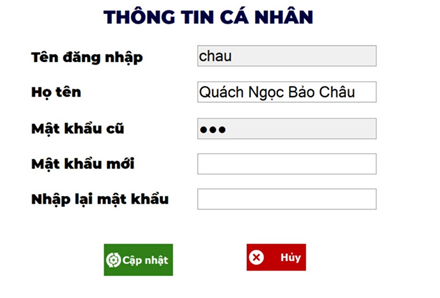 THÔNG TIN CÁ NHÂN
Tên đăng nhập chau
Họ tên Quách Ngọc Bảo Châu
Mật khẩu cũ ●●●
Mật khẩu mới
Nhập lại mật khẩu
Cập nhật Hủy